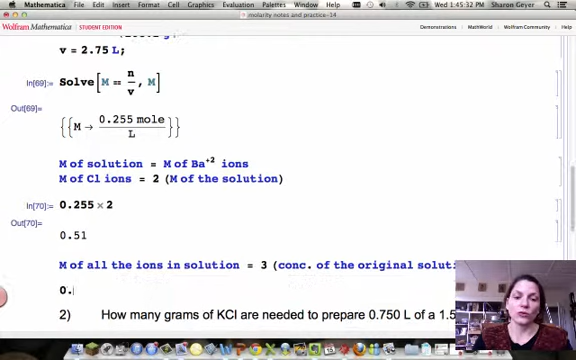 Mathematica File Edit Insert Format Cell Graphics Evaluation Palettes Window Help 1:45:32 PM Sharon Geyer
molarity notes and practice-14
Wolfram Mathematica STUDENT EDITION Demonstrations MathWorld Wolfram Community Help
v = 2.75 L;
In[69]:= Solve[M == n/v, M]
Out[69]=
{{M → 0.255 mole/L}}
M of solution = M of Ba⁺² ions
M of Cl ions = 2 (M of the solution)
In[70]:= 0.255 × 2
Out[70]=
0.51
M of all the ions in solution = 3 (conc. of the original soluti
0.
2) How many grams of KCl are needed to prepare 0.750 L of a 1.5